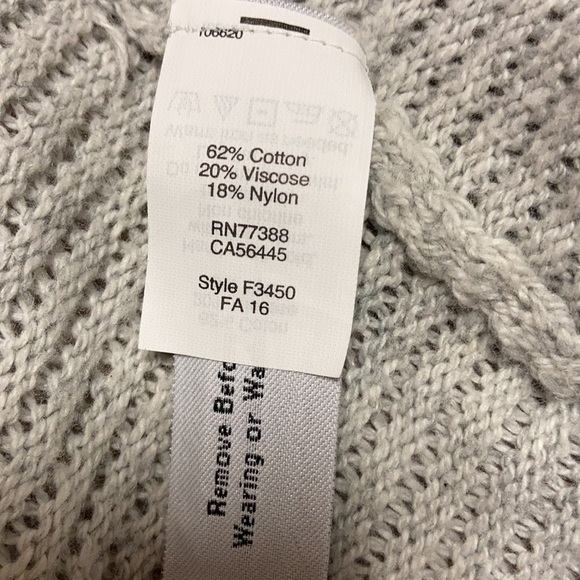 106620
62% Cotton
20% Viscose
18% Nylon
RN77388
CA56445
Style F3450
FA 16
Remove Befo
Wearing or Wa